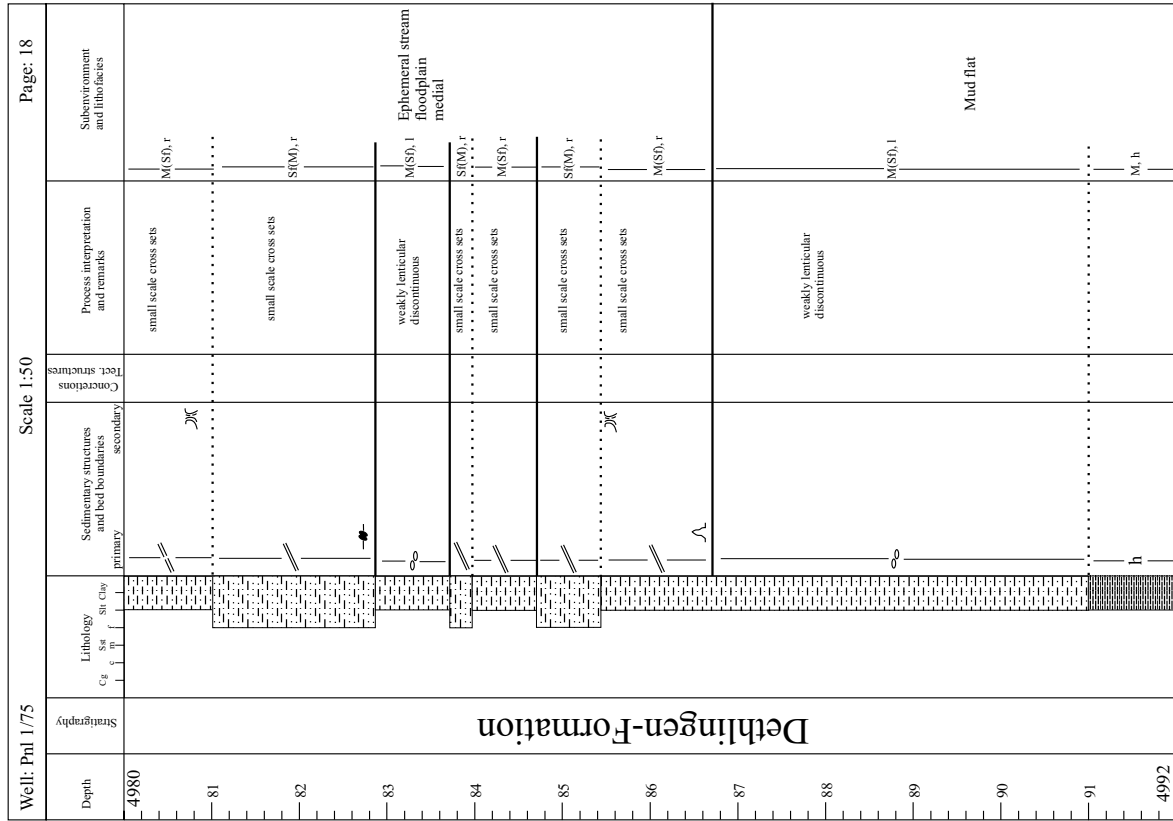 Well: Pnl 1/75
Scale 1:50
Page: 18
Depth
Stratigraphy
Lithology
Cg c Sst m f Slt Clay
Sedimentary structures
and bed boundaries
primary secondary
Concretions
Tect. structures
Process interpretation
and remarks
Subenvironment
and lithofacies
4980
81
82
83
84
85
86
87
88
89
90
91
4992
Dethlingen-Formation
h
small scale cross sets
small scale cross sets
weakly lenticular
discontinuous
small scale cross sets
small scale cross sets
small scale cross sets
small scale cross sets
weakly lenticular
discontinuous
M(Sf), r
Sf(M), r
M(Sf), l
Sf(M), r
M(Sf), r
Sf(M), r
M(Sf), r
M(Sf), l
M, h
Ephemeral stream
floodplain
medial
Mud flat